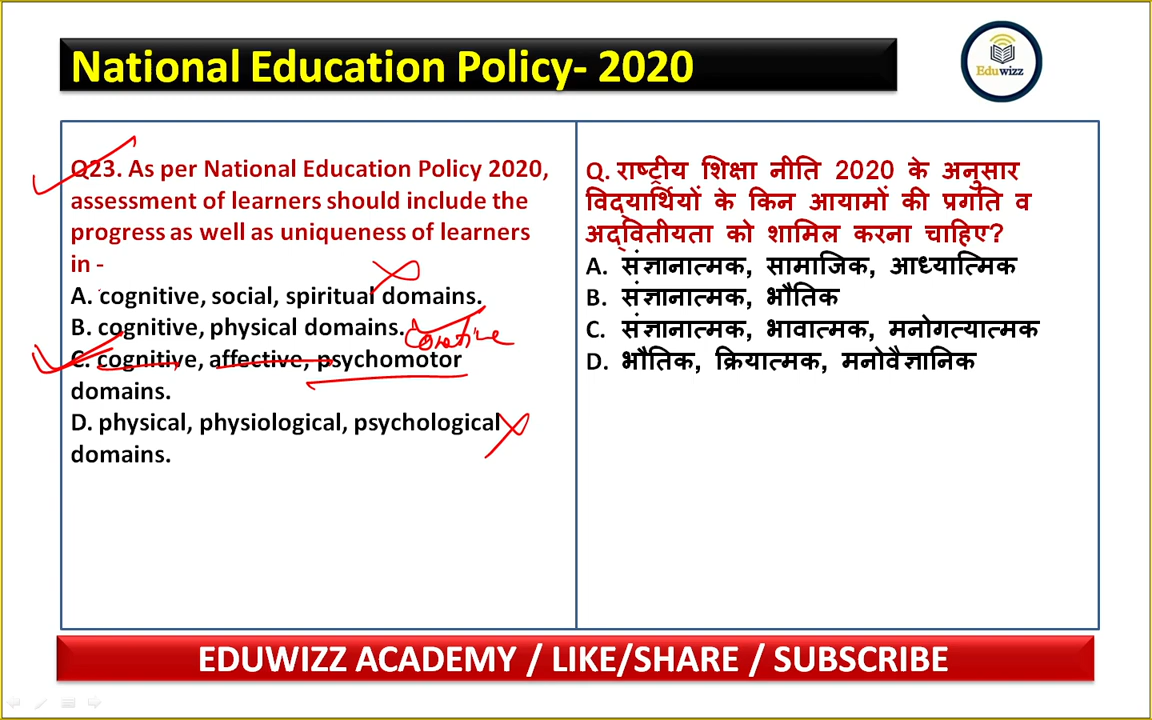 National Education Policy- 2020
Eduwizz
Q23. As per National Education Policy 2020,
assessment of learners should include the
progress as well as uniqueness of learners
in -
A. cognitive, social, spiritual domains.
B. cognitive, physical domains.
C. cognitive, affective, psychomotor
domains.
D. physical, physiological, psychological
domains.
Q. राष्ट्रीय शिक्षा नीति 2020 के अनुसार
विद्यार्थियों के किन आयामों की प्रगति व
अद्वितीयता को शामिल करना चाहिए?
A. संज्ञानात्मक, सामाजिक, आध्यात्मिक
B. संज्ञानात्मक, भौतिक
C. संज्ञानात्मक, भावात्मक, मनोगत्यात्मक
D. भौतिक, क्रियात्मक, मनोवैज्ञानिक
EDUWIZZ ACADEMY / LIKE/SHARE / SUBSCRIBE